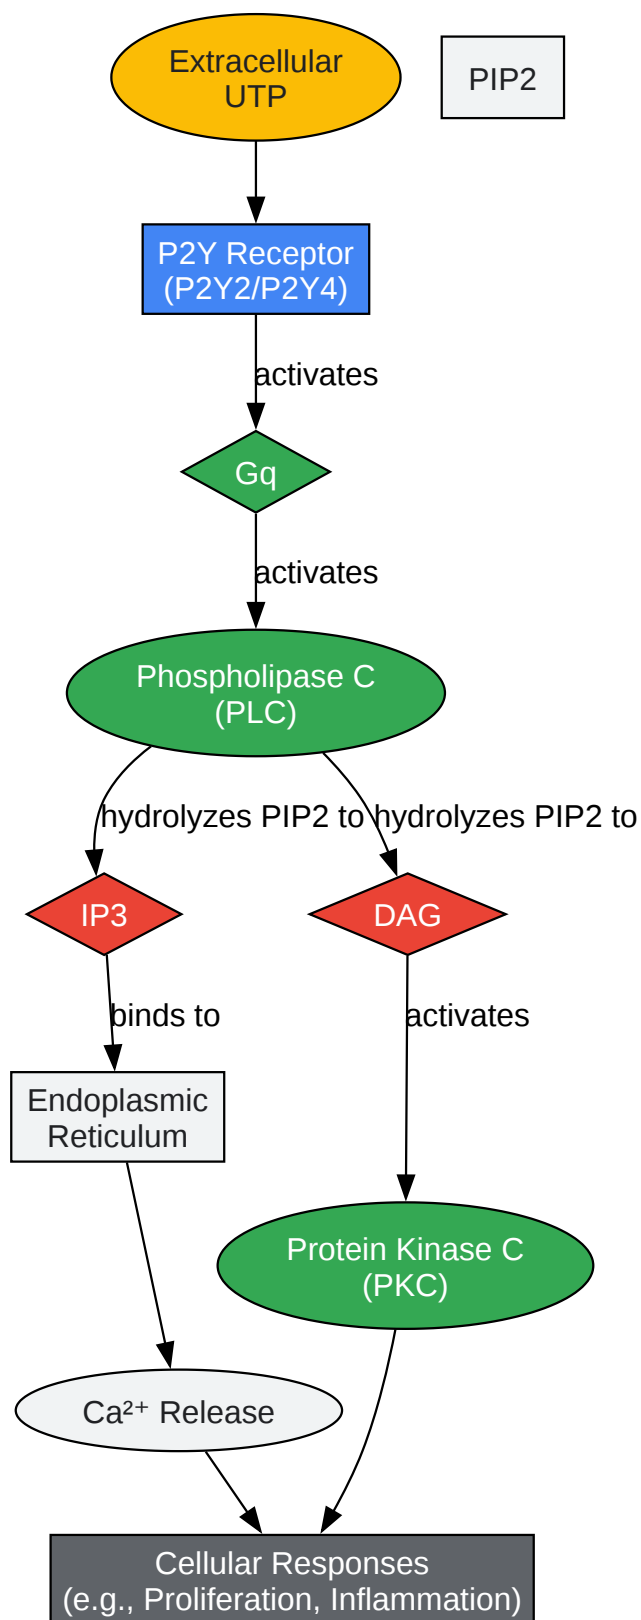 Extracellular
UTP
PIP2
P2Y Receptor
(P2Y2/P2Y4)
activates
Gq
activates
Phospholipase C
(PLC)
hydrolyzes PIP2 to
hydrolyzes PIP2 to
IP3
DAG
binds to
activates
Endoplasmic
Reticulum
Protein Kinase C
(PKC)
Ca²⁺ Release
Cellular Responses
(e.g., Proliferation, Inflammation)